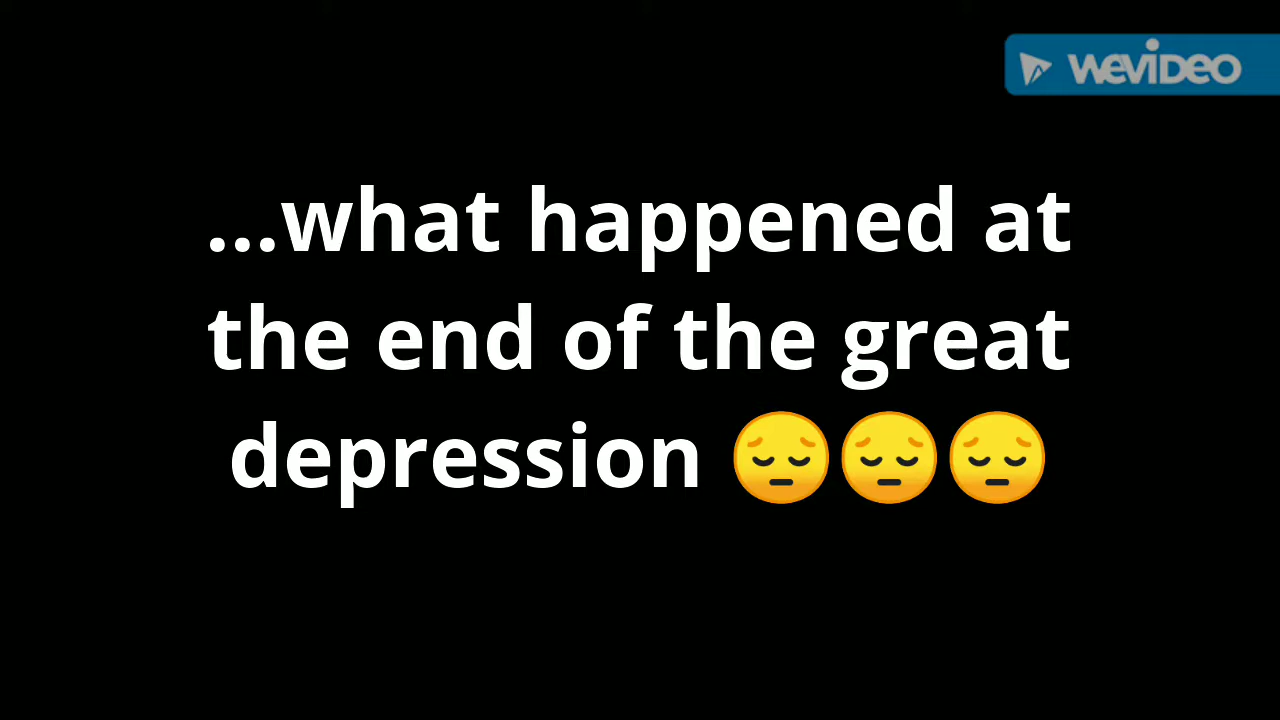 WEVIDEO
...what happened at
the end of the great
depression 😔😔😔